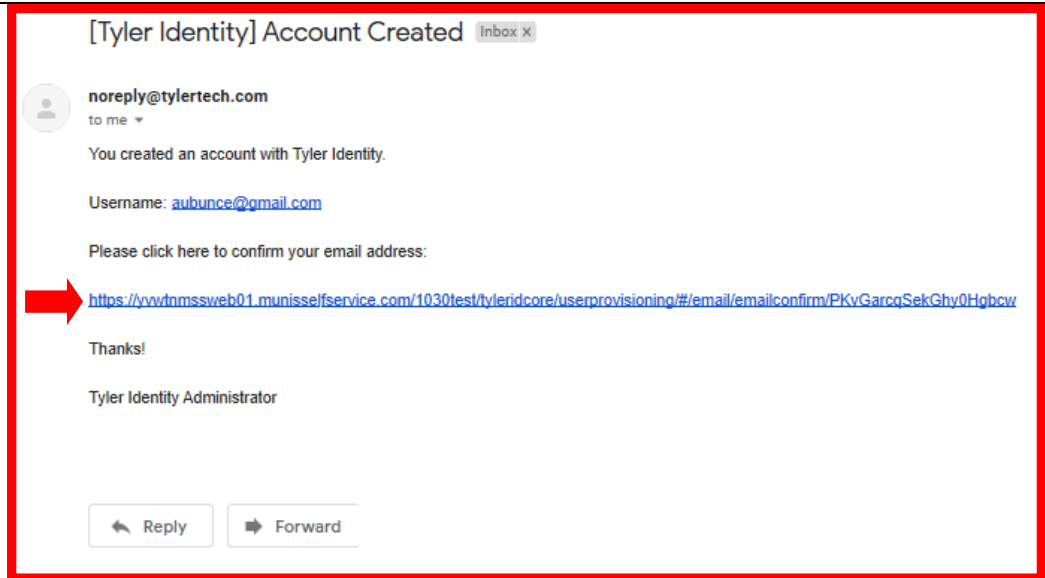 [Tyler Identity] Account Created Inbox x
noreply@tylertech.com
to me
You created an account with Tyler Identity.
Username: aubunce@gmail.com
Please click here to confirm your email address:
https://yvwtnmssweb01.munisselfservice.com/1030test/tyleridcore/userprovisioning/#/email/emailconfirm/PKvGarcqSekGhy0Hgbcw
Thanks!
Tyler Identity Administrator
Reply Forward